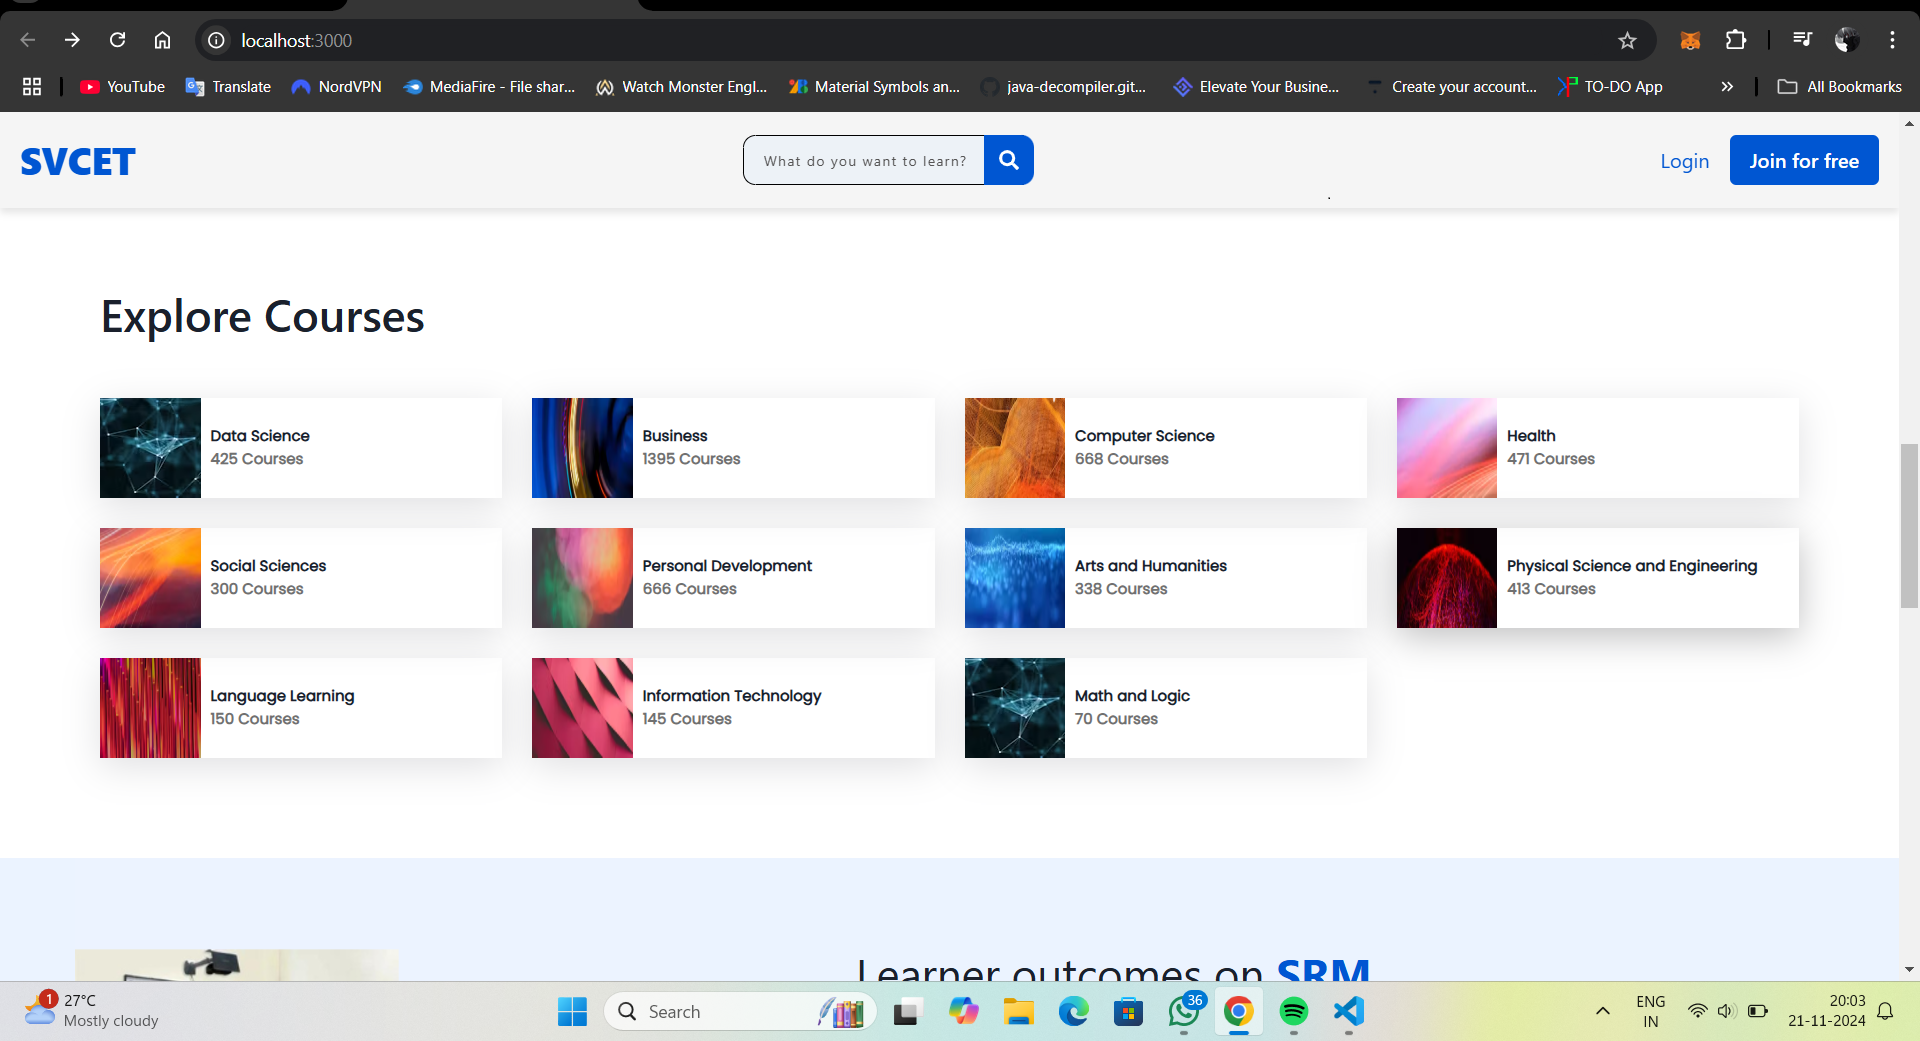 localhost:3000
YouTube
Translate
NordVPN
MediaFire - File shar...
Watch Monster Engl...
Material Symbols an...
java-decompiler.git...
Elevate Your Busine...
Create your account...
TO-DO App
All Bookmarks
SVCET
What do you want to learn?
Login
Join for free
Explore Courses
Data Science
425 Courses
Business
1395 Courses
Computer Science
668 Courses
Health
471 Courses
Social Sciences
300 Courses
Personal Development
666 Courses
Arts and Humanities
338 Courses
Physical Science and Engineering
413 Courses
Language Learning
150 Courses
Information Technology
145 Courses
Math and Logic
70 Courses
Learner outcomes on SRM
1
27°C
Mostly cloudy
Search
36
ENG
IN
20:03
21-11-2024